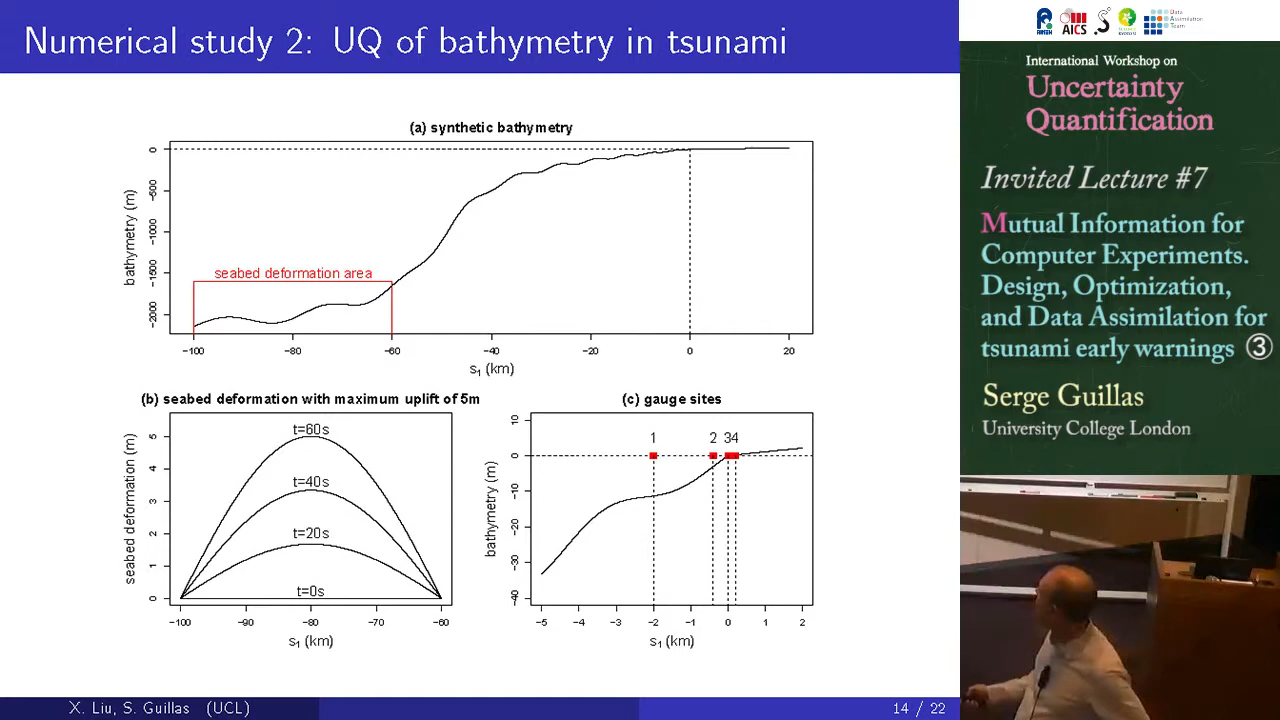 Numerical study 2: UQ of bathymetry in tsunami
(a) synthetic bathymetry
bathymetry (m)
0
−500
−1000
−1500
−2000
seabed deformation area
−100
−80
−60
−40
−20
0
20
s₁ (km)
(b) seabed deformation with maximum uplift of 5m
seabed deformation (m)
5
4
3
2
1
0
t=60s
t=40s
t=20s
t=0s
−100
−90
−80
−70
−60
s₁ (km)
(c) gauge sites
bathymetry (m)
10
0
−10
−20
−30
−40
1
2
34
−5
−4
−3
−2
−1
0
1
2
s₁ (km)
X. Liu, S. Guillas (UCL)
14 / 22
AICS
Data
Assimilation
Team
International Workshop on
Uncertainty
Quantification
Invited Lecture #7
Mutual Information for
Computer Experiments.
Design, Optimization,
and Data Assimilation for
tsunami early warnings ③
Serge Guillas
University College London